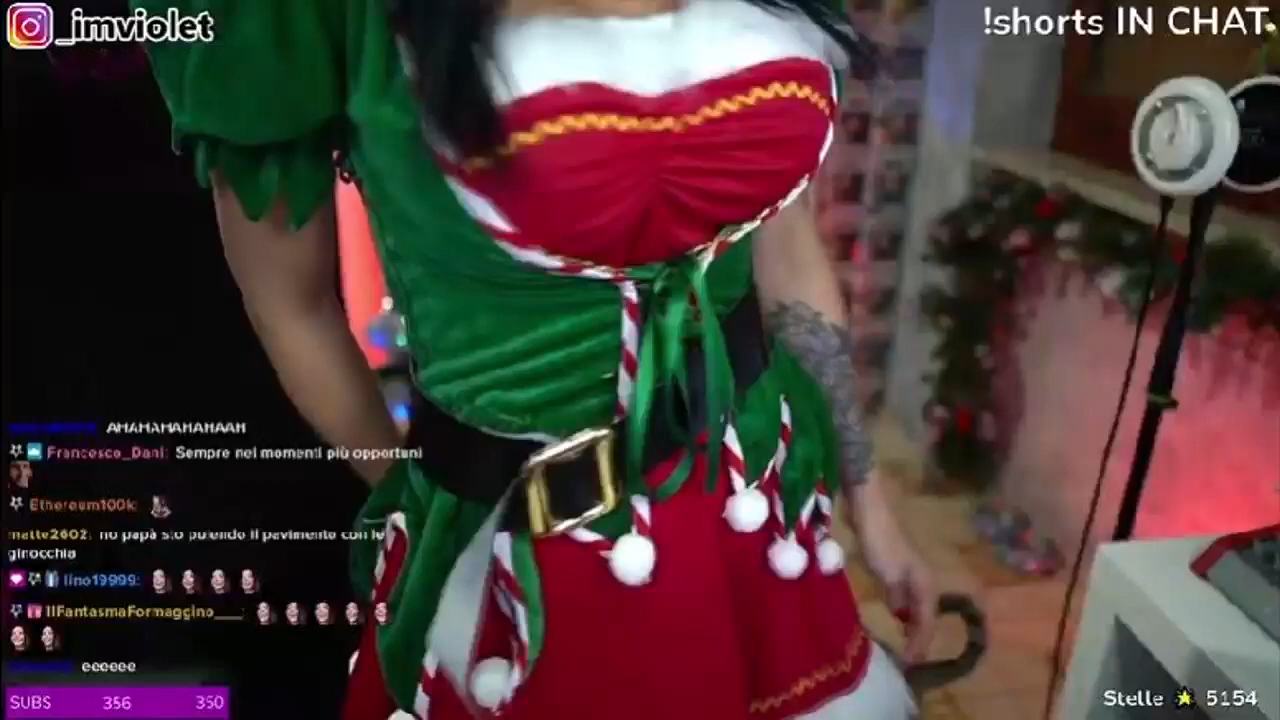 _imviolet
!shorts IN CHAT.
AHAHAHAHAHAAH
Francesco_Dani: Sempre nei momenti più opportuni
Ethereum100k:
matte2602: no papà sto pulendo il pavimento con le
ginocchia
lino19999:
IlFantasmaFormaggino___:
eeeeee
SUBS 356 350
Stelle 5154